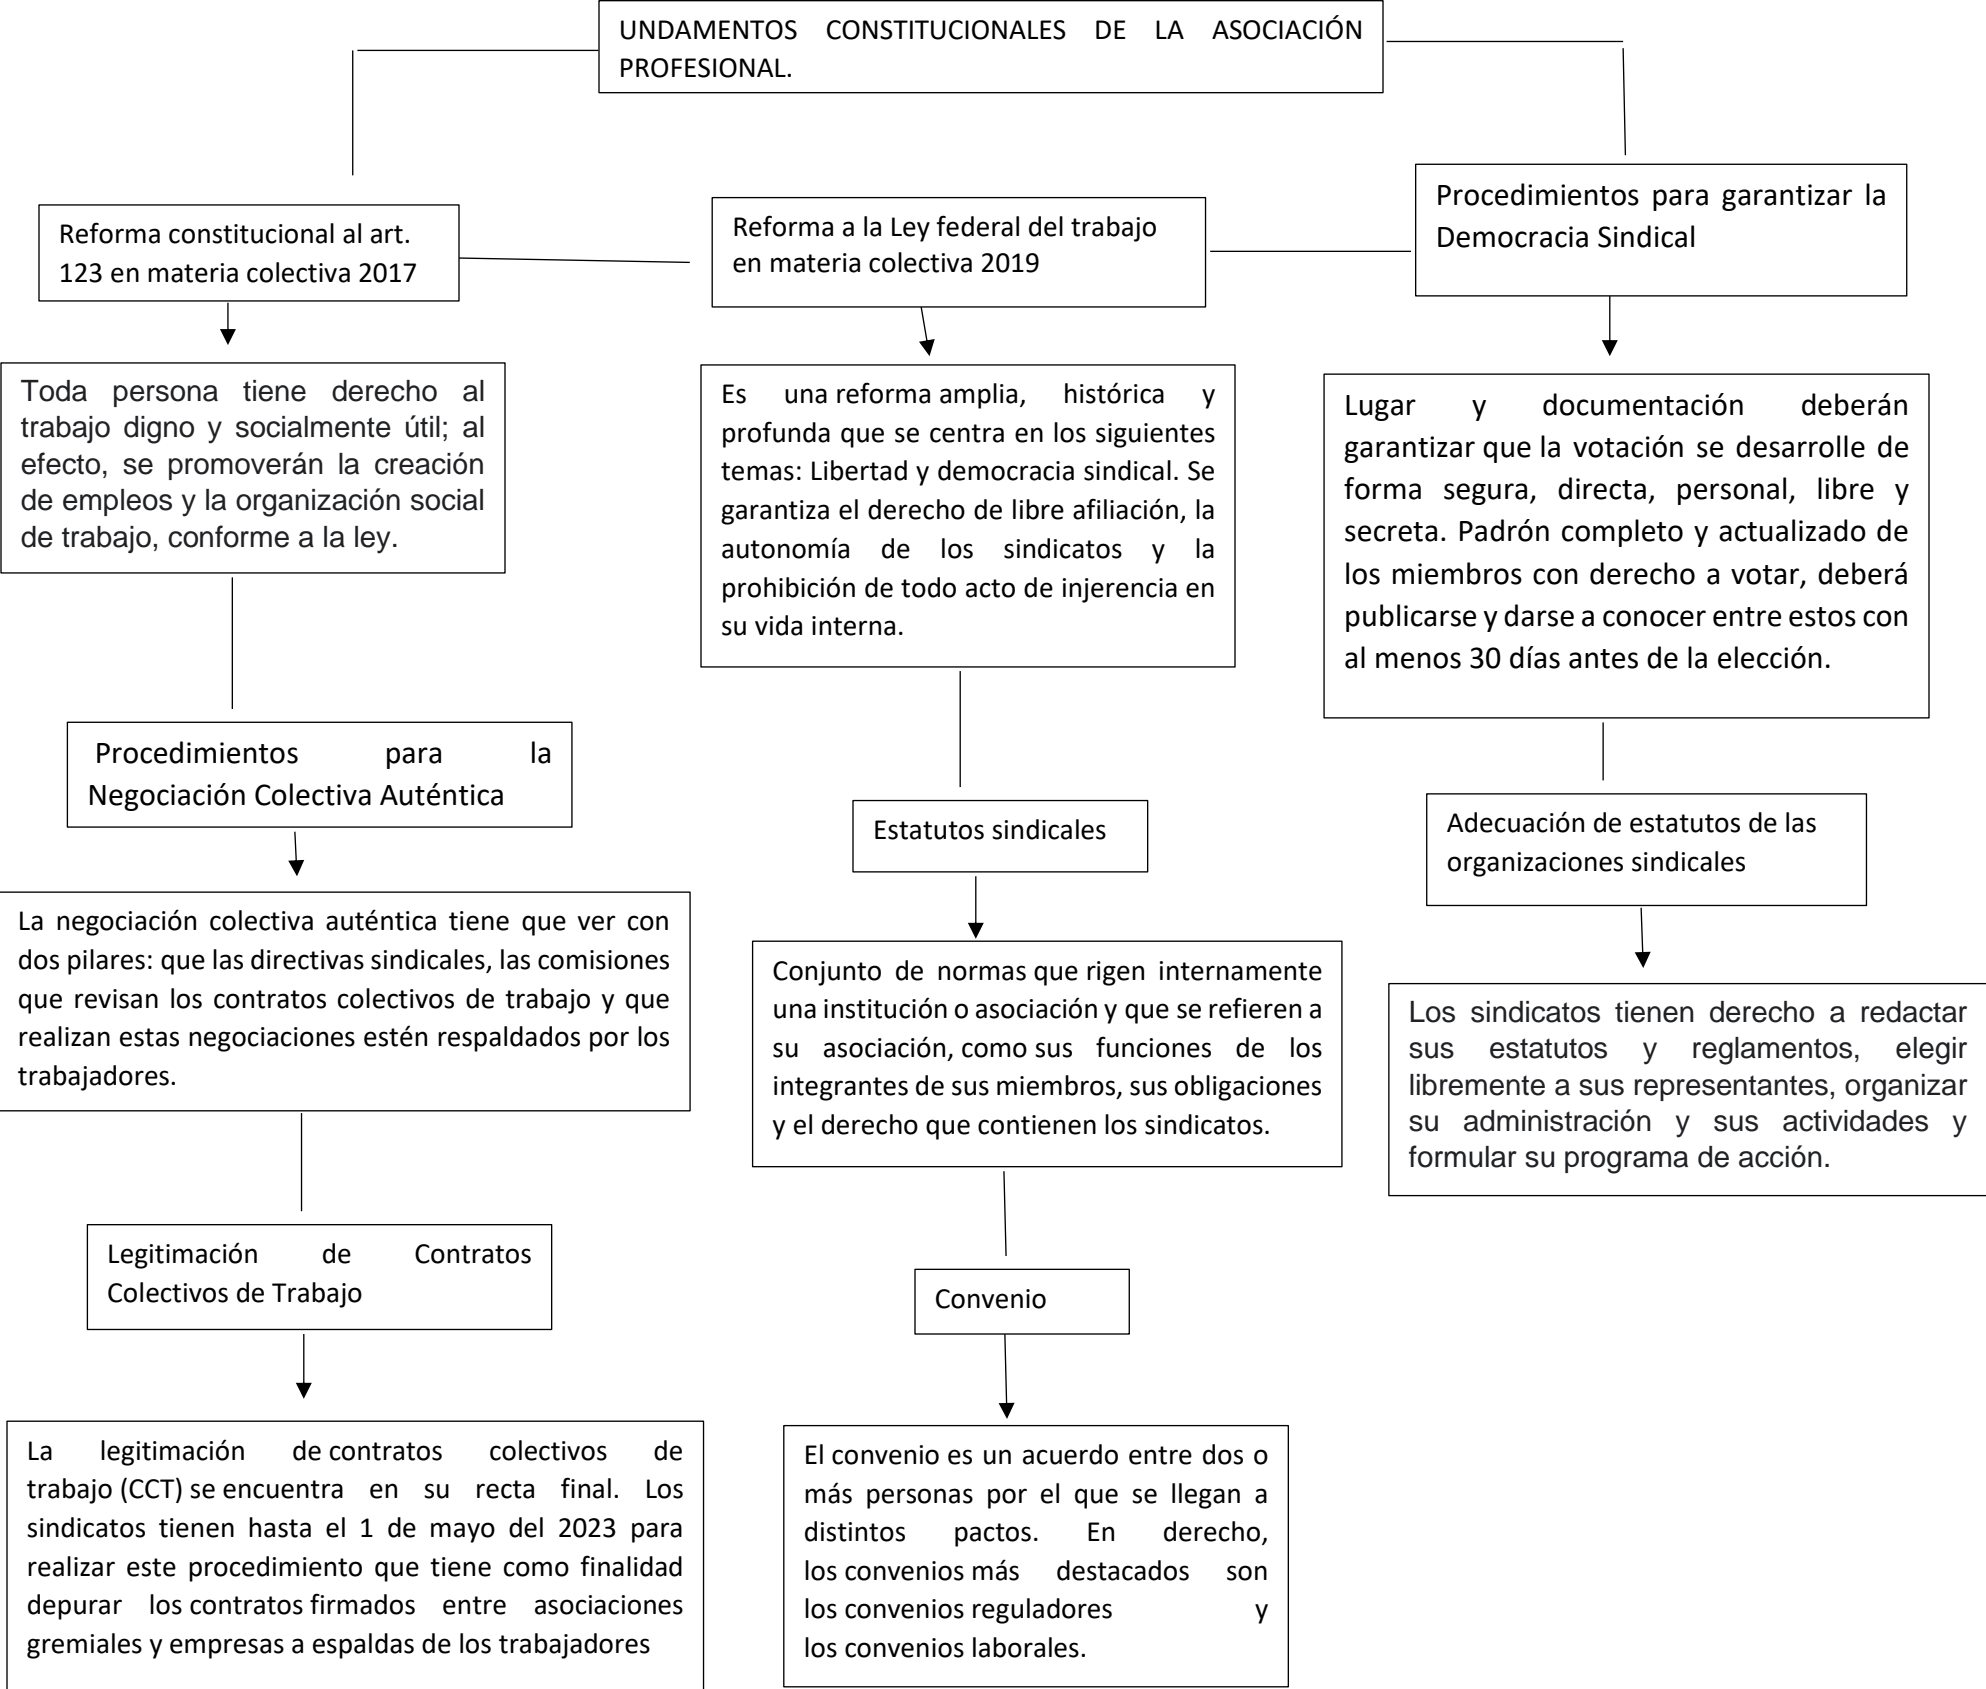 UNDAMENTOS CONSTITUCIONALES DE LA ASOCIACIÓN
PROFESIONAL.
Reforma constitucional al art.
123 en materia colectiva 2017
Reforma a la Ley federal del trabajo
en materia colectiva 2019
Procedimientos para garantizar la
Democracia Sindical
Toda persona tiene derecho al
trabajo digno y socialmente útil; al
efecto, se promoverán la creación
de empleos y la organización social
de trabajo, conforme a la ley.
Es una reforma amplia, histórica y
profunda que se centra en los siguientes
temas: Libertad y democracia sindical. Se
garantiza el derecho de libre afiliación, la
autonomía de los sindicatos y la
prohibición de todo acto de injerencia en
su vida interna.
Lugar y documentación deberán
garantizar que la votación se desarrolle de
forma segura, directa, personal, libre y
secreta. Padrón completo y actualizado de
los miembros con derecho a votar, deberá
publicarse y darse a conocer entre estos con
al menos 30 días antes de la elección.
Procedimientos para la
Negociación Colectiva Auténtica
Estatutos sindicales
Adecuación de estatutos de las
organizaciones sindicales
La negociación colectiva auténtica tiene que ver con
dos pilares: que las directivas sindicales, las comisiones
que revisan los contratos colectivos de trabajo y que
realizan estas negociaciones estén respaldados por los
trabajadores.
Conjunto de normas que rigen internamente
una institución o asociación y que se refieren a
su asociación, como sus funciones de los
integrantes de sus miembros, sus obligaciones
y el derecho que contienen los sindicatos.
Los sindicatos tienen derecho a redactar
sus estatutos y reglamentos, elegir
libremente a sus representantes, organizar
su administración y sus actividades y
formular su programa de acción.
Legitimación de Contratos
Colectivos de Trabajo
Convenio
La legitimación de contratos colectivos de
trabajo (CCT) se encuentra en su recta final. Los
sindicatos tienen hasta el 1 de mayo del 2023 para
realizar este procedimiento que tiene como finalidad
depurar los contratos firmados entre asociaciones
gremiales y empresas a espaldas de los trabajadores
El convenio es un acuerdo entre dos o
más personas por el que se llegan a
distintos pactos. En derecho,
los convenios más destacados son
los convenios reguladores y
los convenios laborales.